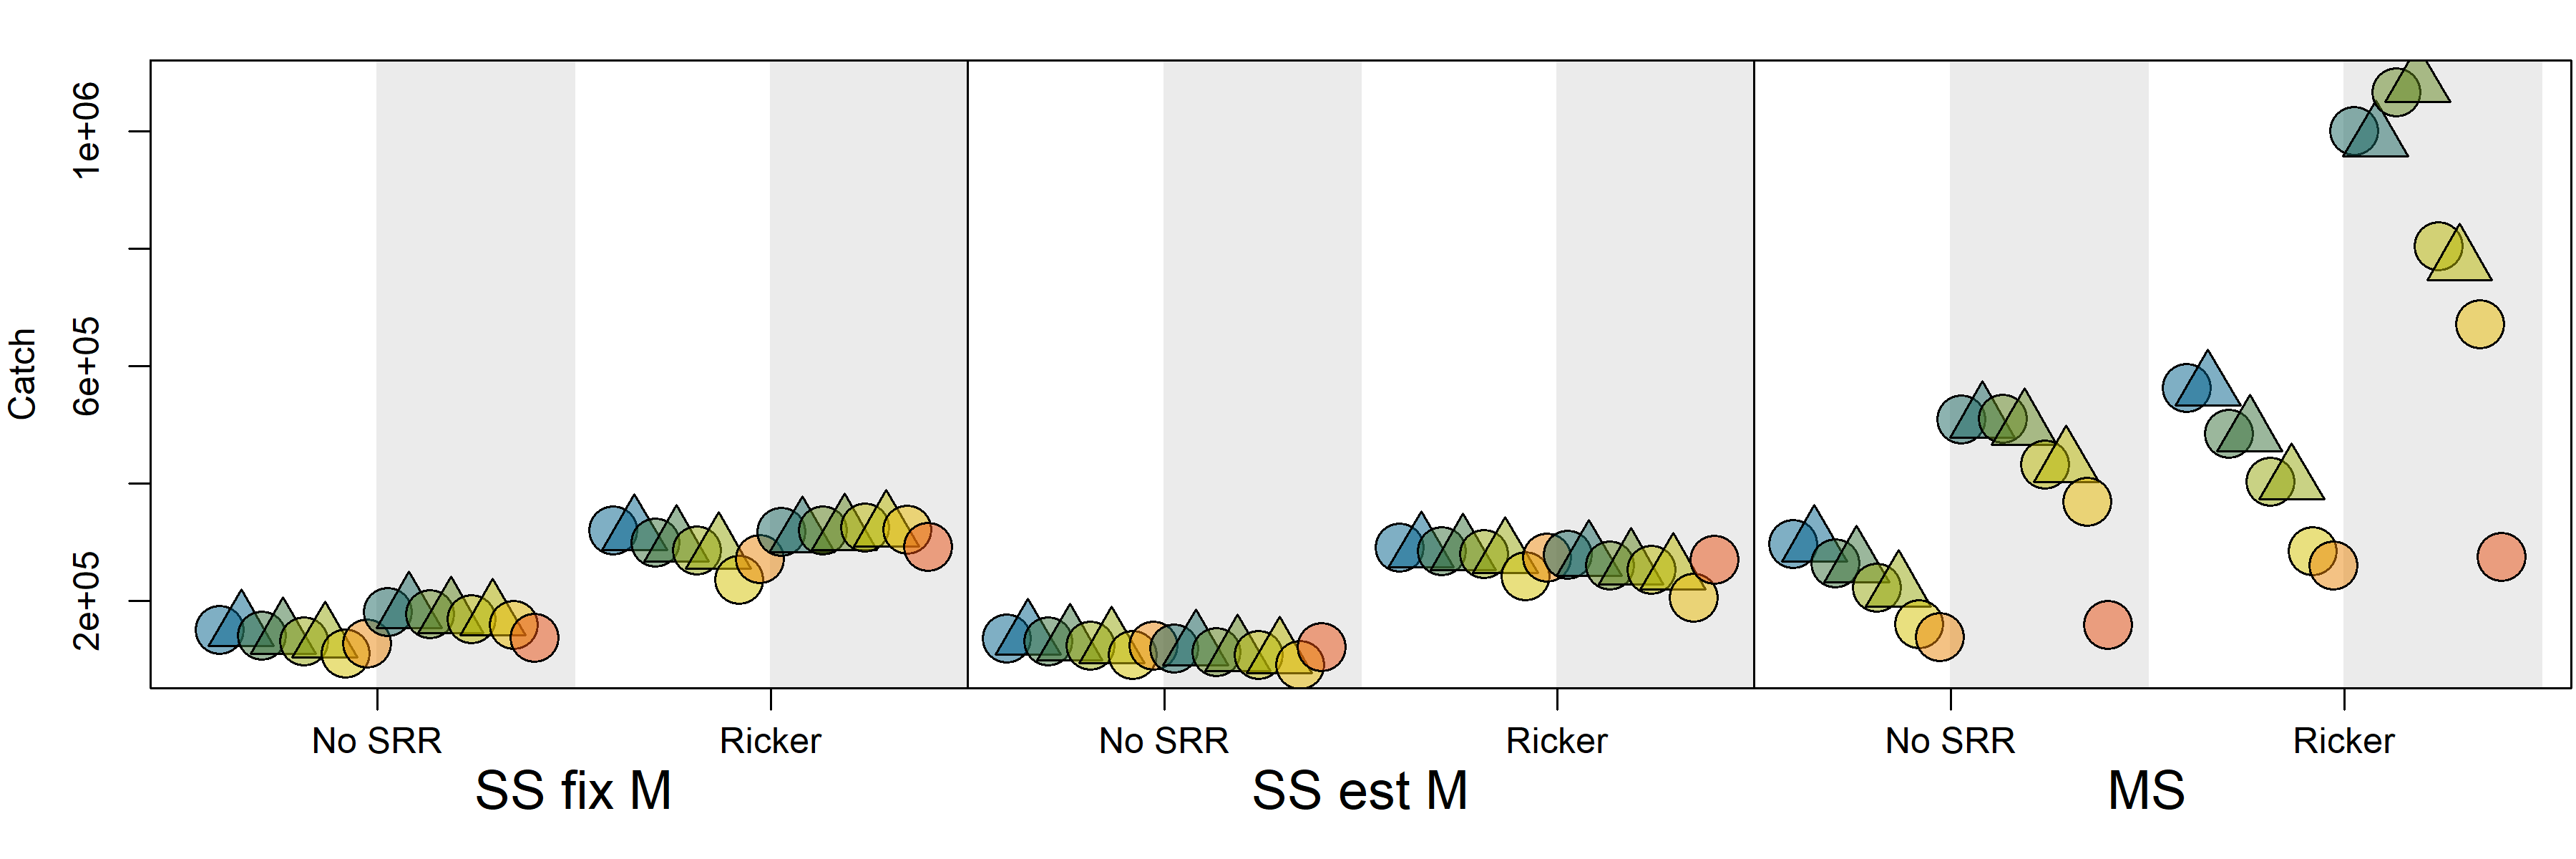 Catch
1e+06
6e+05
2e+05
No SRR Ricker No SRR Ricker No SRR Ricker
SS fix M SS est M MS